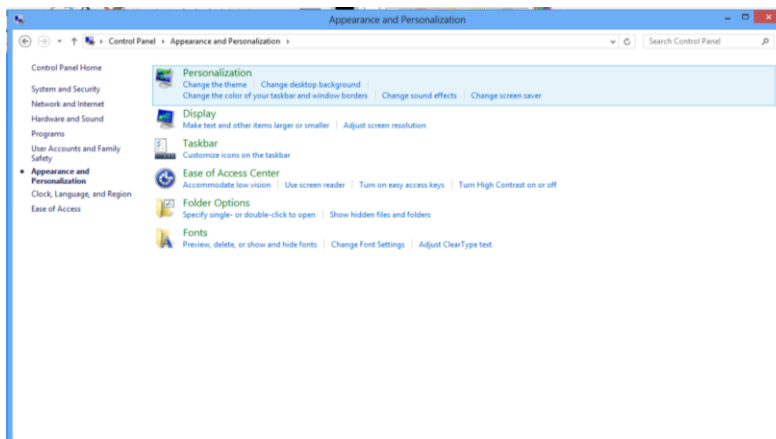 Appearance and Personalization
Control Panel Appearance and Personalization
Search Control Panel
Control Panel Home
System and Security
Network and Internet
Hardware and Sound
Programs
User Accounts and Family
Safety
Appearance and
Personalization
Clock, Language, and Region
Ease of Access
Personalization
Change the theme Change desktop background
Change the color of your taskbar and window borders Change sound effects Change screen saver
Display
Make text and other items larger or smaller Adjust screen resolution
Taskbar
Customize icons on the taskbar
Ease of Access Center
Accommodate low vision Use screen reader Turn on easy access keys Turn High Contrast on or off
Folder Options
Specify single- or double-click to open Show hidden files and folders
Fonts
Preview, delete, or show and hide fonts Change Font Settings Adjust ClearType text